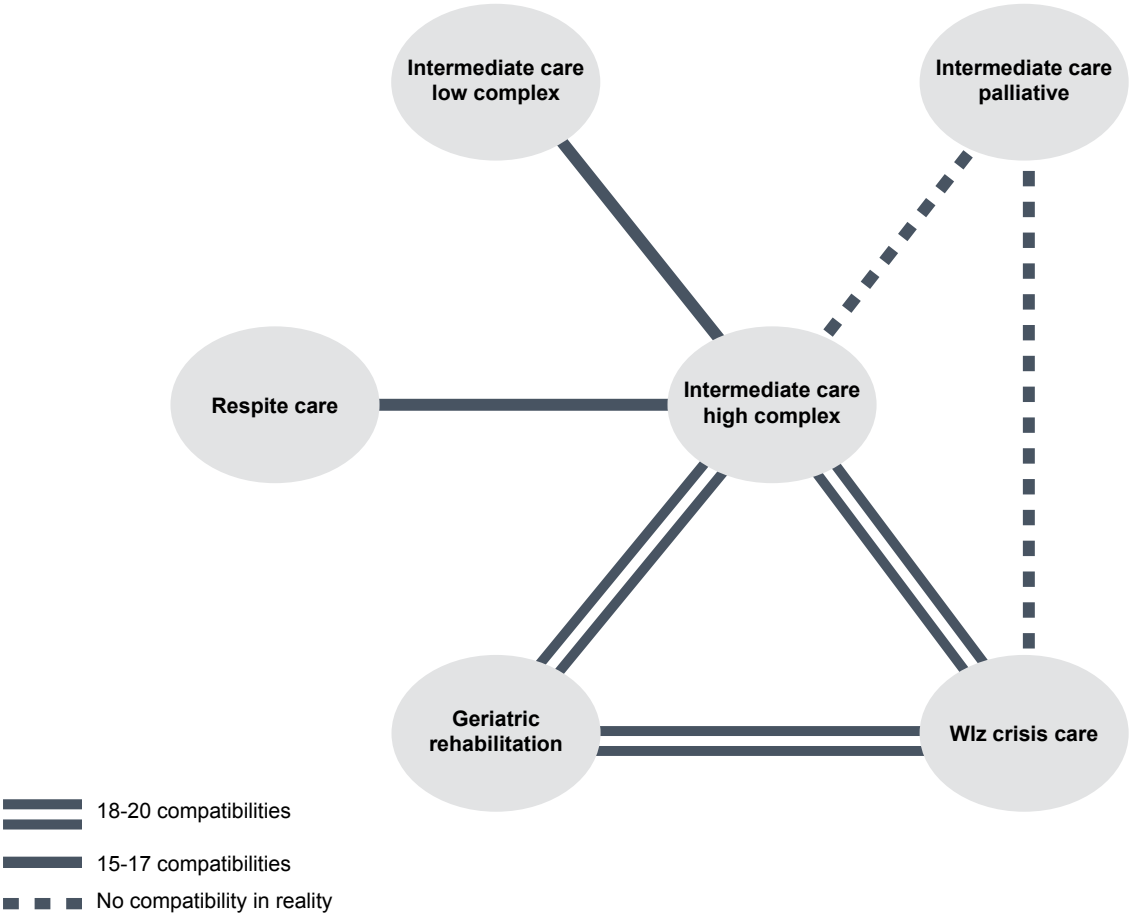 Intermediate care
low complex
Intermediate care
palliative
Respite care
Intermediate care
high complex
Geriatric
rehabilitation
Wlz crisis care
18-20 compatibilities
15-17 compatibilities
No compatibility in reality